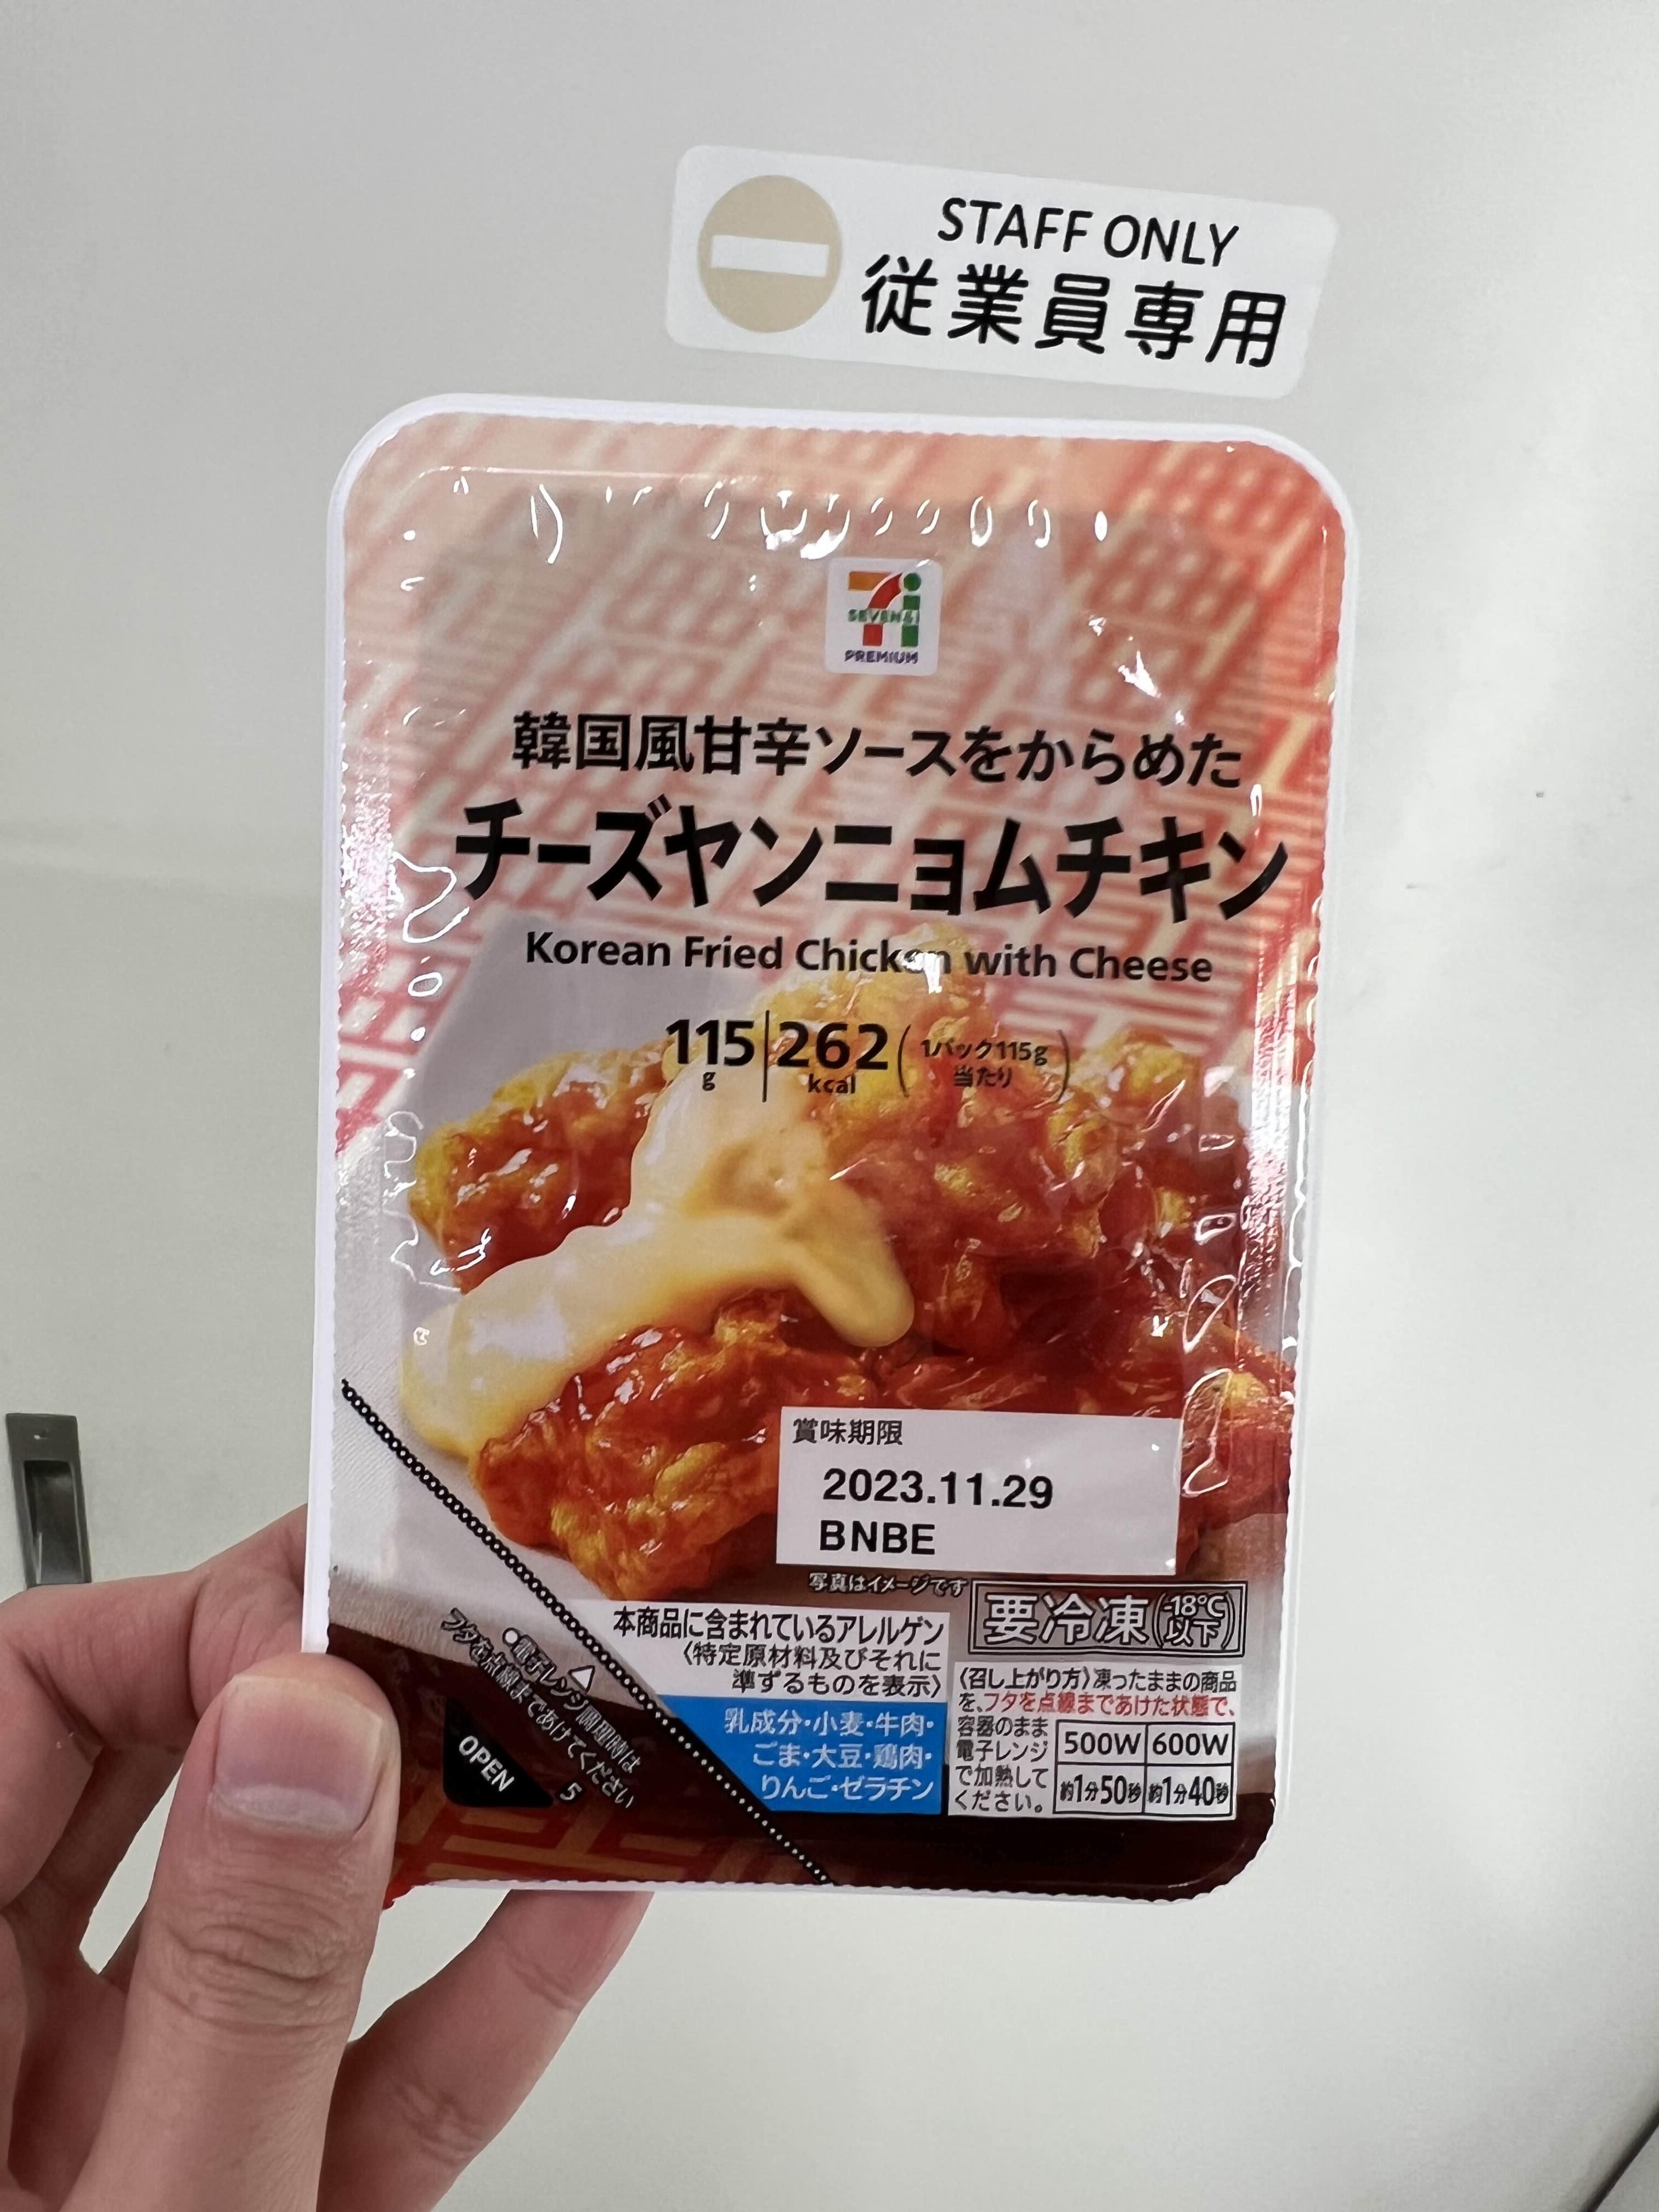 STAFF ONLY
従業員専用
SEVEN&i
PREMIUM
韓国風甘辛ソースをからめた
チーズヤンニョムチキン
Korean Fried Chicken with Cheese
115g|262kcal(1パック115g当たり)
賞味期限
2023.11.29
BNBE
写真はイメージです
要冷凍(-18℃以下)
本商品に含まれているアレルゲン
〈特定原材料及びそれに
準ずるものを表示〉
乳成分・小麦・牛肉・
ごま・大豆・鶏肉・
りんご・ゼラチン
〈召し上がり方〉凍ったままの商品
を、フタを点線まであけた状態で、
容器のまま
電子レンジ
で加熱して
ください。
500W 600W
約1分50秒 約1分40秒
●電子レンジ調理時は
フタを点線まであけてください
OPEN
5